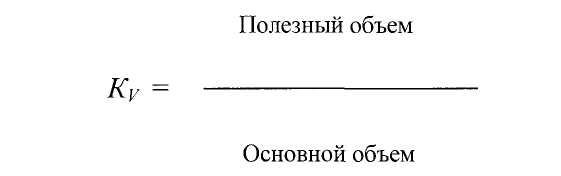 Полезный объем
K_V =
Основной объем